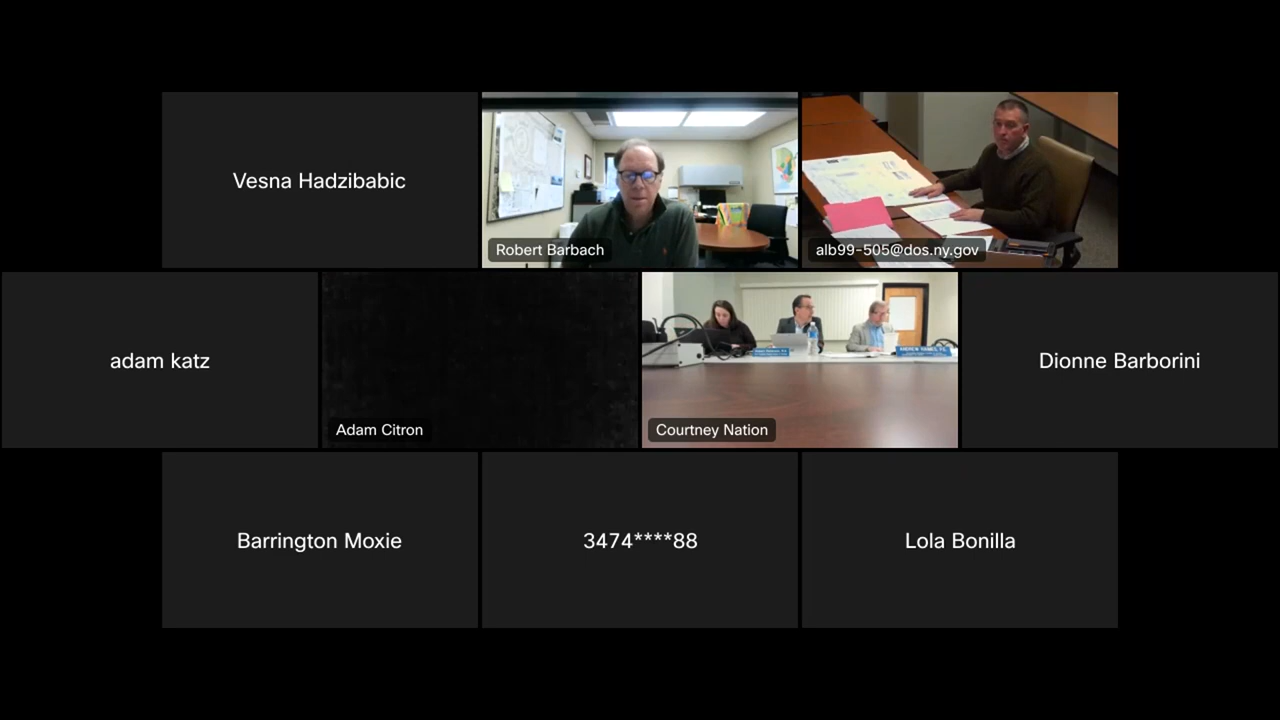 Vesna Hadzibabic
Robert Barbach
alb99-505@dos.ny.gov
adam katz
Adam Citron
Courtney Nation
Dionne Barborini
Barrington Moxie
3474****88
Lola Bonilla